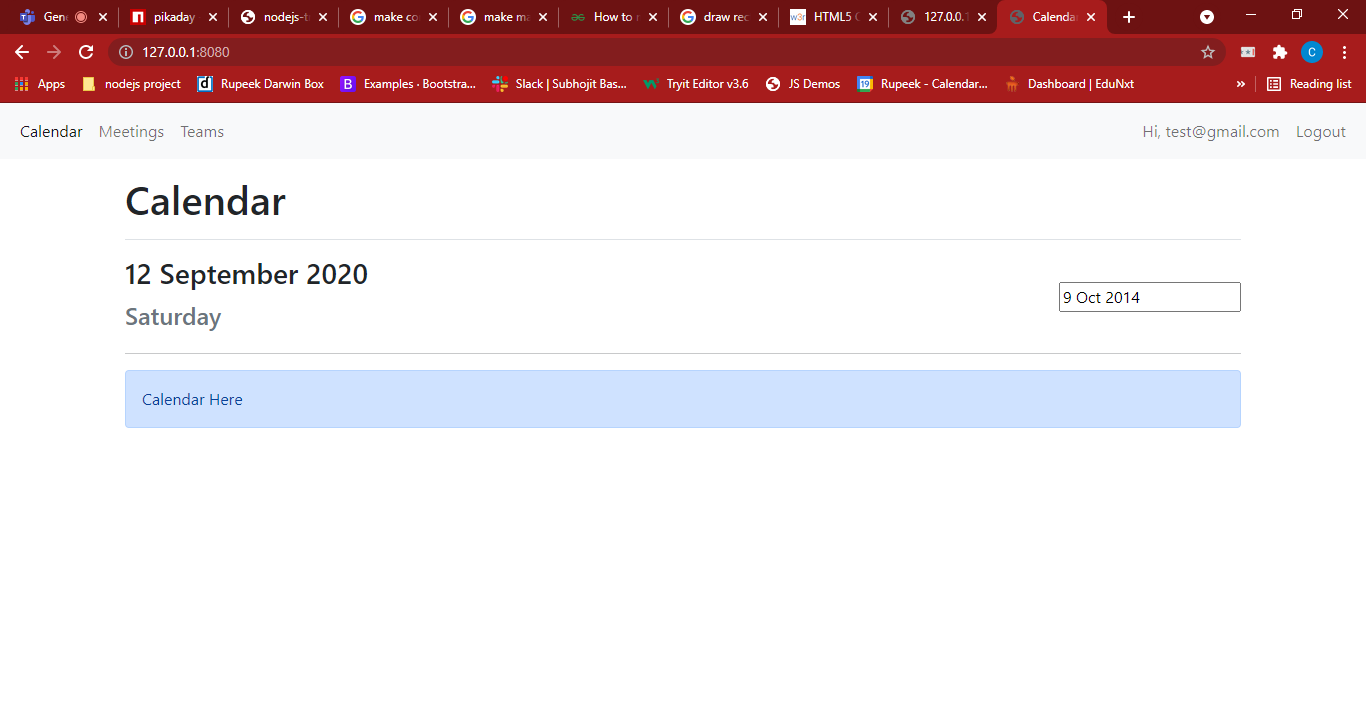 Gene pikaday nodejs-t make co make ma How to r draw rec HTML5 C 127.0.0.1 Calenda
127.0.0.1:8080
Apps nodejs project Rupeek Darwin Box Examples · Bootstra... Slack | Subhojit Bas... Tryit Editor v3.6 JS Demos 19 Rupeek - Calendar... Dashboard | EduNxt » Reading list
Calendar Meetings Teams Hi, test@gmail.com Logout
Calendar
12 September 2020
Saturday
9 Oct 2014
Calendar Here